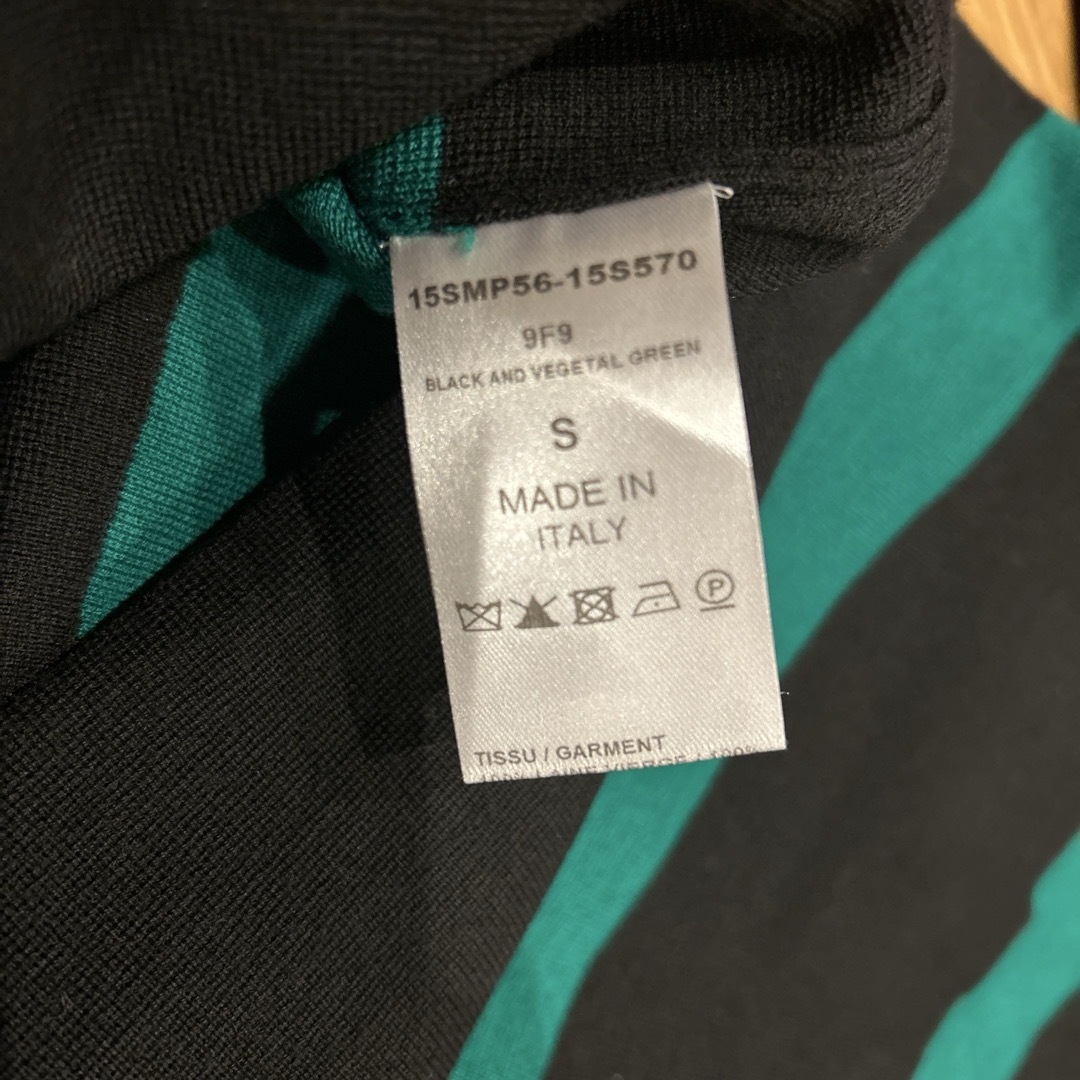 15SMP56-15S570
9F9
BLACK AND VEGETAL GREEN
S
MADE IN
ITALY
P
TISSU / GARMENT